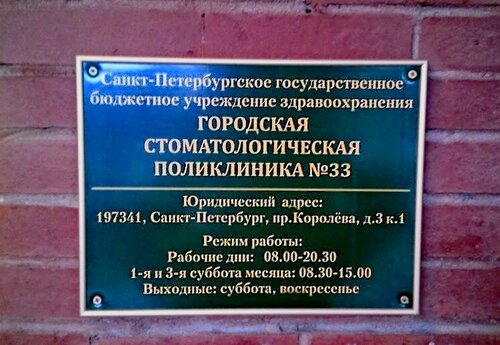 Санкт-Петербургское государственное
бюджетное учреждение здравоохранения
ГОРОДСКАЯ
СТОМАТОЛОГИЧЕСКАЯ
ПОЛИКЛИНИКА №33
Юридический адрес:
197341, Санкт-Петербург, пр.Королёва, д.3 к.1
Режим работы:
Рабочие дни: 08.00-20.30
1-я и 3-я суббота месяца: 08.30-15.00
Выходные: суббота, воскресенье